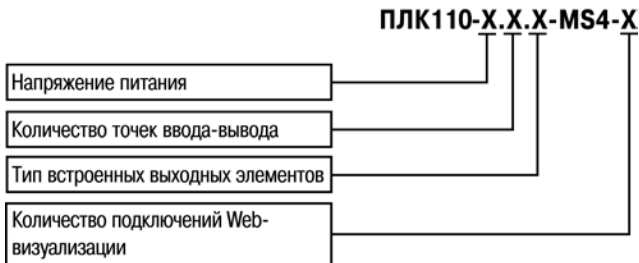 ПЛК110-Х.Х.Х-MS4-Х
Напряжение питания
Количество точек ввода-вывода
Тип встроенных выходных элементов
Количество подключений Web-
визуализации